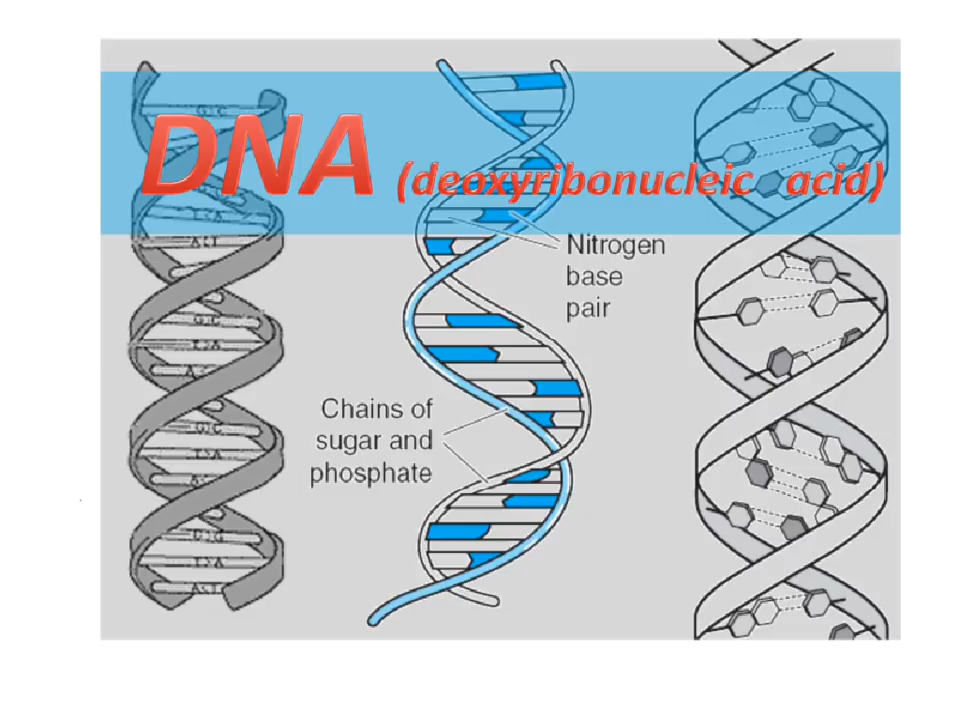 DNA (deoxyribonucleic acid)
Nitrogen
base
pair
Chains of
sugar and
phosphate